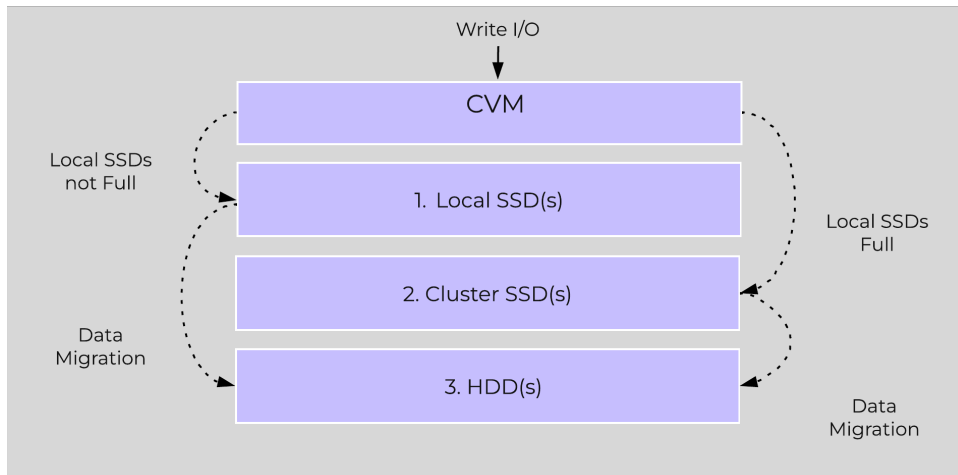 Write I/O
CVM
Local SSDs
not Full
1. Local SSD(s)
Local SSDs
Full
2. Cluster SSD(s)
Data
Migration
3. HDD(s)
Data
Migration